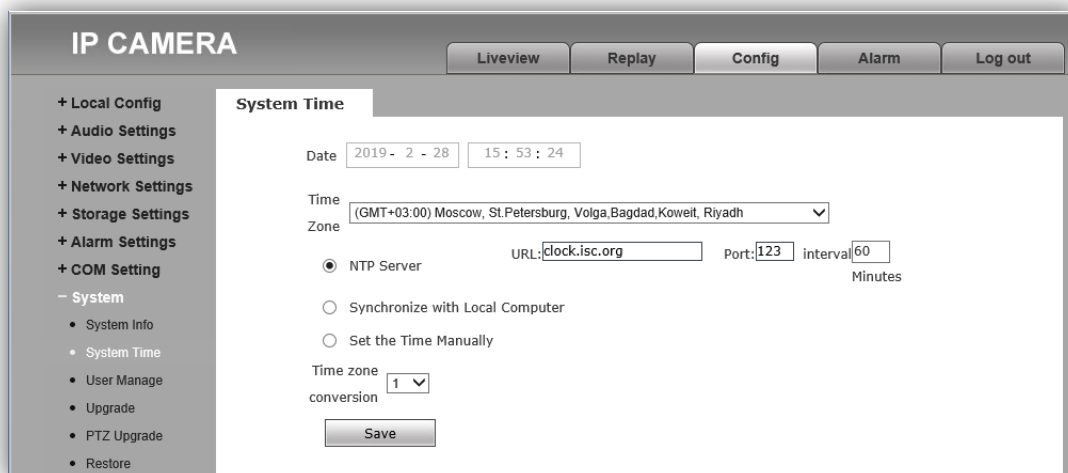 IP CAMERA
Liveview Replay Config Alarm Log out
+ Local Config
+ Audio Settings
+ Video Settings
+ Network Settings
+ Storage Settings
+ Alarm Settings
+ COM Setting
− System
• System Info
• System Time
• User Manage
• Upgrade
• PTZ Upgrade
• Restore
System Time
Date 2019 - 2 - 28 15 : 53 : 24
Time
Zone
(GMT+03:00) Moscow, St.Petersburg, Volga,Bagdad,Koweit, Riyadh
NTP Server URL: clock.isc.org Port: 123 interval 60
Minutes
Synchronize with Local Computer
Set the Time Manually
Time zone
conversion 1
Save